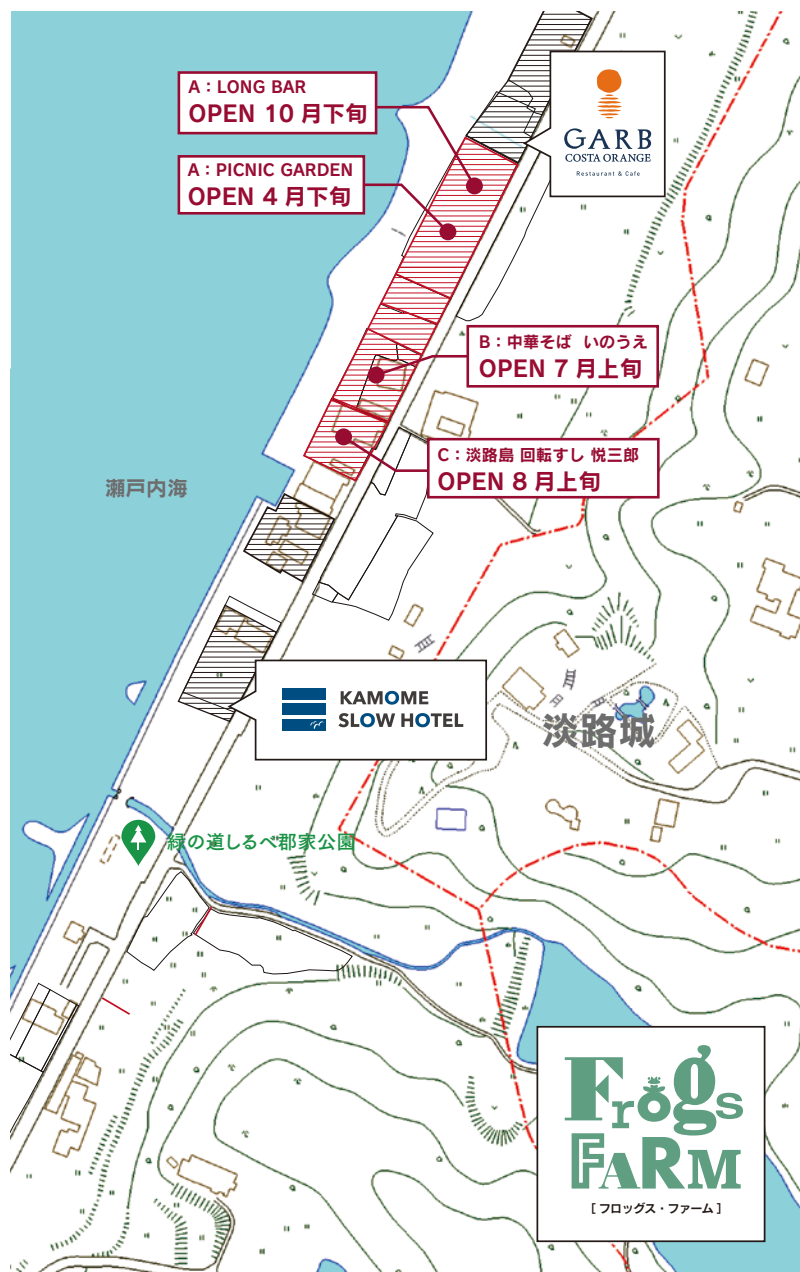 A：LONG BAR
OPEN 10 月下旬
A：PICNIC GARDEN
OPEN 4 月下旬
GARB
COSTA ORANGE
Restaurant & Cafe
B：中華そば いのうえ
OPEN 7 月上旬
C：淡路島 回転すし 悦三郎
OPEN 8 月上旬
瀬戸内海
KAMOME
SLOW HOTEL
淡路城
緑の道しるべ郡家公園
Frogs
FARM
[ フロッグス・ファーム ]